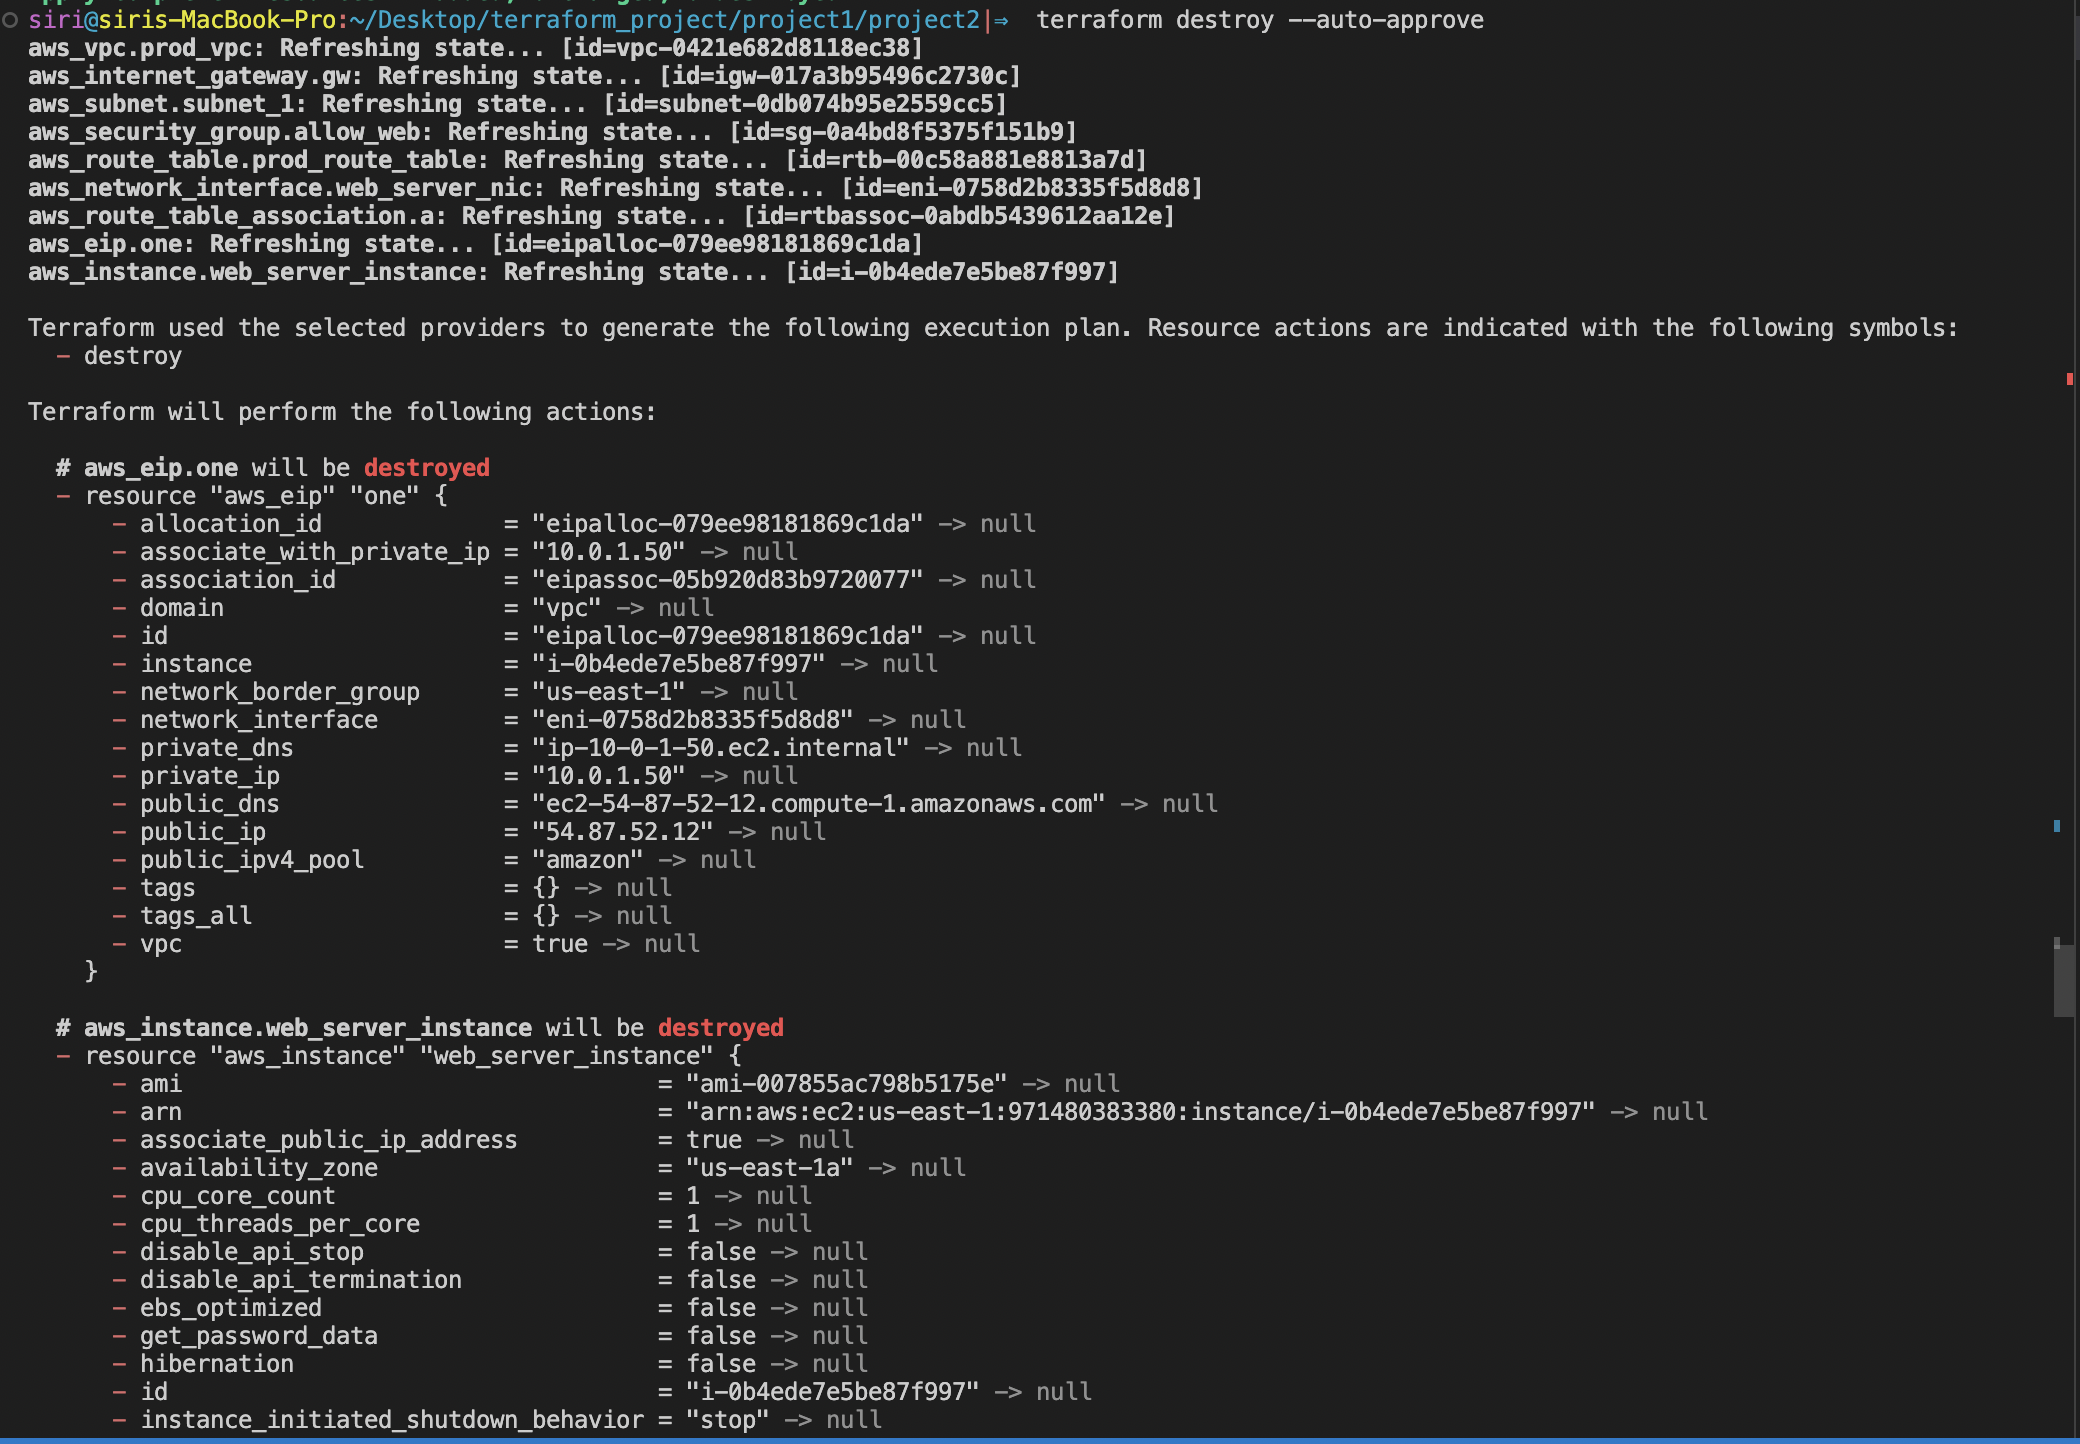 siri@siris-MacBook-Pro:~/Desktop/terraform_project/project1/project2|⇒  terraform destroy --auto-approve
aws_vpc.prod_vpc: Refreshing state... [id=vpc-0421e682d8118ec38]
aws_internet_gateway.gw: Refreshing state... [id=igw-017a3b95496c2730c]
aws_subnet.subnet_1: Refreshing state... [id=subnet-0db074b95e2559cc5]
aws_security_group.allow_web: Refreshing state... [id=sg-0a4bd8f5375f151b9]
aws_route_table.prod_route_table: Refreshing state... [id=rtb-00c58a881e8813a7d]
aws_network_interface.web_server_nic: Refreshing state... [id=eni-0758d2b8335f5d8d8]
aws_route_table_association.a: Refreshing state... [id=rtbassoc-0abdb5439612aa12e]
aws_eip.one: Refreshing state... [id=eipalloc-079ee98181869c1da]
aws_instance.web_server_instance: Refreshing state... [id=i-0b4ede7e5be87f997]

Terraform used the selected providers to generate the following execution plan. Resource actions are indicated with the following symbols:
  - destroy

Terraform will perform the following actions:

  # aws_eip.one will be destroyed
  - resource "aws_eip" "one" {
      - allocation_id             = "eipalloc-079ee98181869c1da" -> null
      - associate_with_private_ip = "10.0.1.50" -> null
      - association_id            = "eipassoc-05b920d83b9720077" -> null
      - domain                    = "vpc" -> null
      - id                        = "eipalloc-079ee98181869c1da" -> null
      - instance                  = "i-0b4ede7e5be87f997" -> null
      - network_border_group      = "us-east-1" -> null
      - network_interface         = "eni-0758d2b8335f5d8d8" -> null
      - private_dns               = "ip-10-0-1-50.ec2.internal" -> null
      - private_ip                = "10.0.1.50" -> null
      - public_dns                = "ec2-54-87-52-12.compute-1.amazonaws.com" -> null
      - public_ip                 = "54.87.52.12" -> null
      - public_ipv4_pool          = "amazon" -> null
      - tags                      = {} -> null
      - tags_all                  = {} -> null
      - vpc                       = true -> null
    }

  # aws_instance.web_server_instance will be destroyed
  - resource "aws_instance" "web_server_instance" {
      - ami                                  = "ami-007855ac798b5175e" -> null
      - arn                                  = "arn:aws:ec2:us-east-1:971480383380:instance/i-0b4ede7e5be87f997" -> null
      - associate_public_ip_address          = true -> null
      - availability_zone                    = "us-east-1a" -> null
      - cpu_core_count                       = 1 -> null
      - cpu_threads_per_core                 = 1 -> null
      - disable_api_stop                     = false -> null
      - disable_api_termination              = false -> null
      - ebs_optimized                        = false -> null
      - get_password_data                    = false -> null
      - hibernation                          = false -> null
      - id                                   = "i-0b4ede7e5be87f997" -> null
      - instance_initiated_shutdown_behavior = "stop" -> null